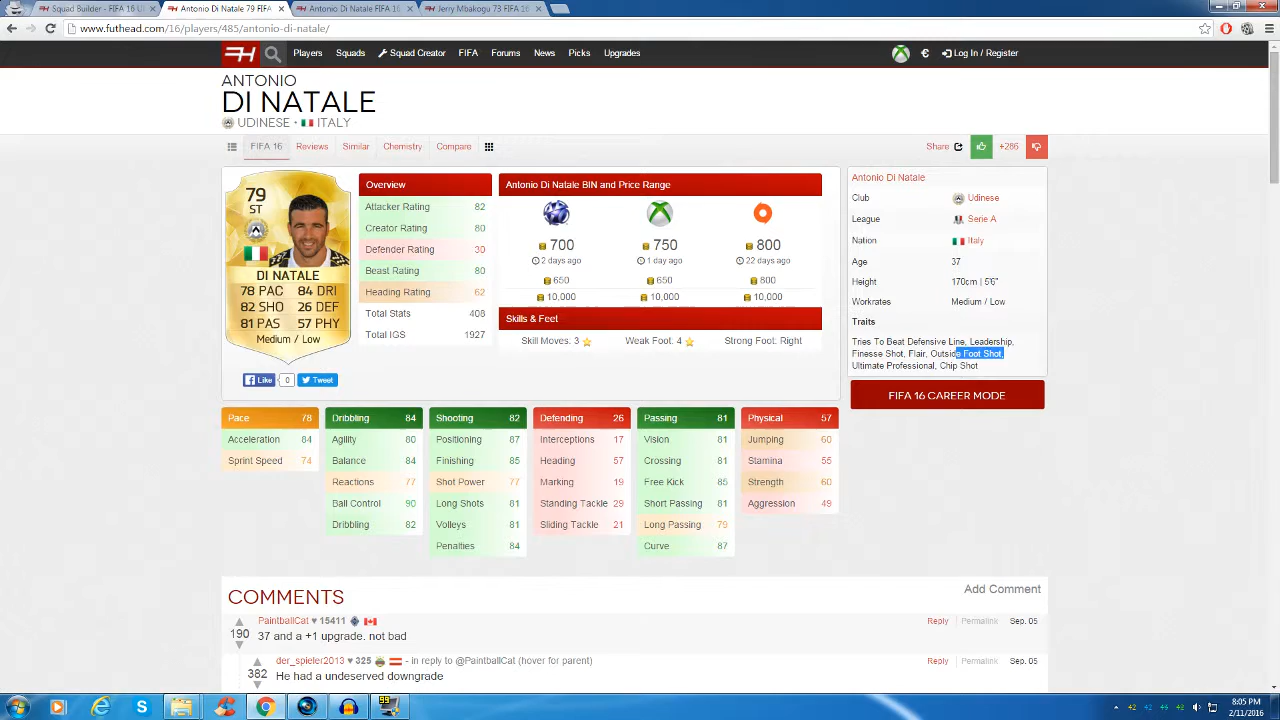 Squad Builder - FIFA 16 Ul
Antonio Di Natale 79 FIFA
Antonio Di Natale FIFA 16
Jerry Mbakogu 73 FIFA 16
www.futhead.com/16/players/485/antonio-di-natale/
Players Squads Squad Creator FIFA Forums News Picks Upgrades € Log In / Register
ANTONIO
DI NATALE
UDINESE • ITALY
FIFA 16 Reviews Similar Chemistry Compare Share +286
79
ST
DI NATALE
78 PAC 84 DRI
82 SHO 26 DEF
81 PAS 57 PHY
Medium / Low
Like 0 Tweet
Overview
Attacker Rating 82
Creator Rating 80
Defender Rating 30
Beast Rating 80
Heading Rating 62
Total Stats 408
Total IGS 1927
Antonio Di Natale BIN and Price Range
700 750 800
2 days ago 1 day ago 22 days ago
650 650 800
10,000 10,000 10,000
Skills & Feet
Skill Moves: 3 Weak Foot: 4 Strong Foot: Right
Antonio Di Natale
Club Udinese
League Serie A
Nation Italy
Age 37
Height 170cm | 5'6"
Workrates Medium / Low
Traits
Tries To Beat Defensive Line, Leadership,
Finesse Shot, Flair, Outside Foot Shot,
Ultimate Professional, Chip Shot
FIFA 16 CAREER MODE
Pace 78
Acceleration 84
Sprint Speed 74
Dribbling 84
Agility 80
Balance 84
Reactions 77
Ball Control 90
Dribbling 82
Shooting 82
Positioning 87
Finishing 85
Shot Power 77
Long Shots 81
Volleys 81
Penalties 84
Defending 26
Interceptions 17
Heading 57
Marking 19
Standing Tackle 29
Sliding Tackle 21
Passing 81
Vision 81
Crossing 81
Free Kick 85
Short Passing 81
Long Passing 79
Curve 87
Physical 57
Jumping 60
Stamina 55
Strength 60
Aggression 49
COMMENTS
Add Comment
190
PaintballCat ♥ 15411
Reply Permalink Sep. 05
37 and a +1 upgrade. not bad
382
der_spieler2013 ♥ 325 - in reply to @PaintballCat (hover for parent)
Reply Permalink Sep. 05
He had a undeserved downgrade
8:05 PM
2/11/2016